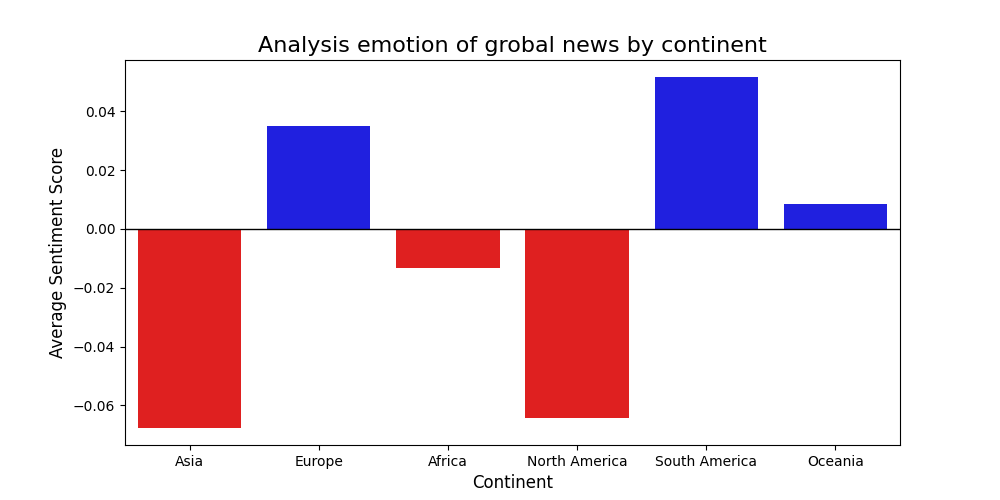 Analysis emotion of grobal news by continent
Average Sentiment Score
0.04
0.02
0.00
−0.02
−0.04
−0.06
Asia
Europe
Africa
North America
South America
Oceania
Continent